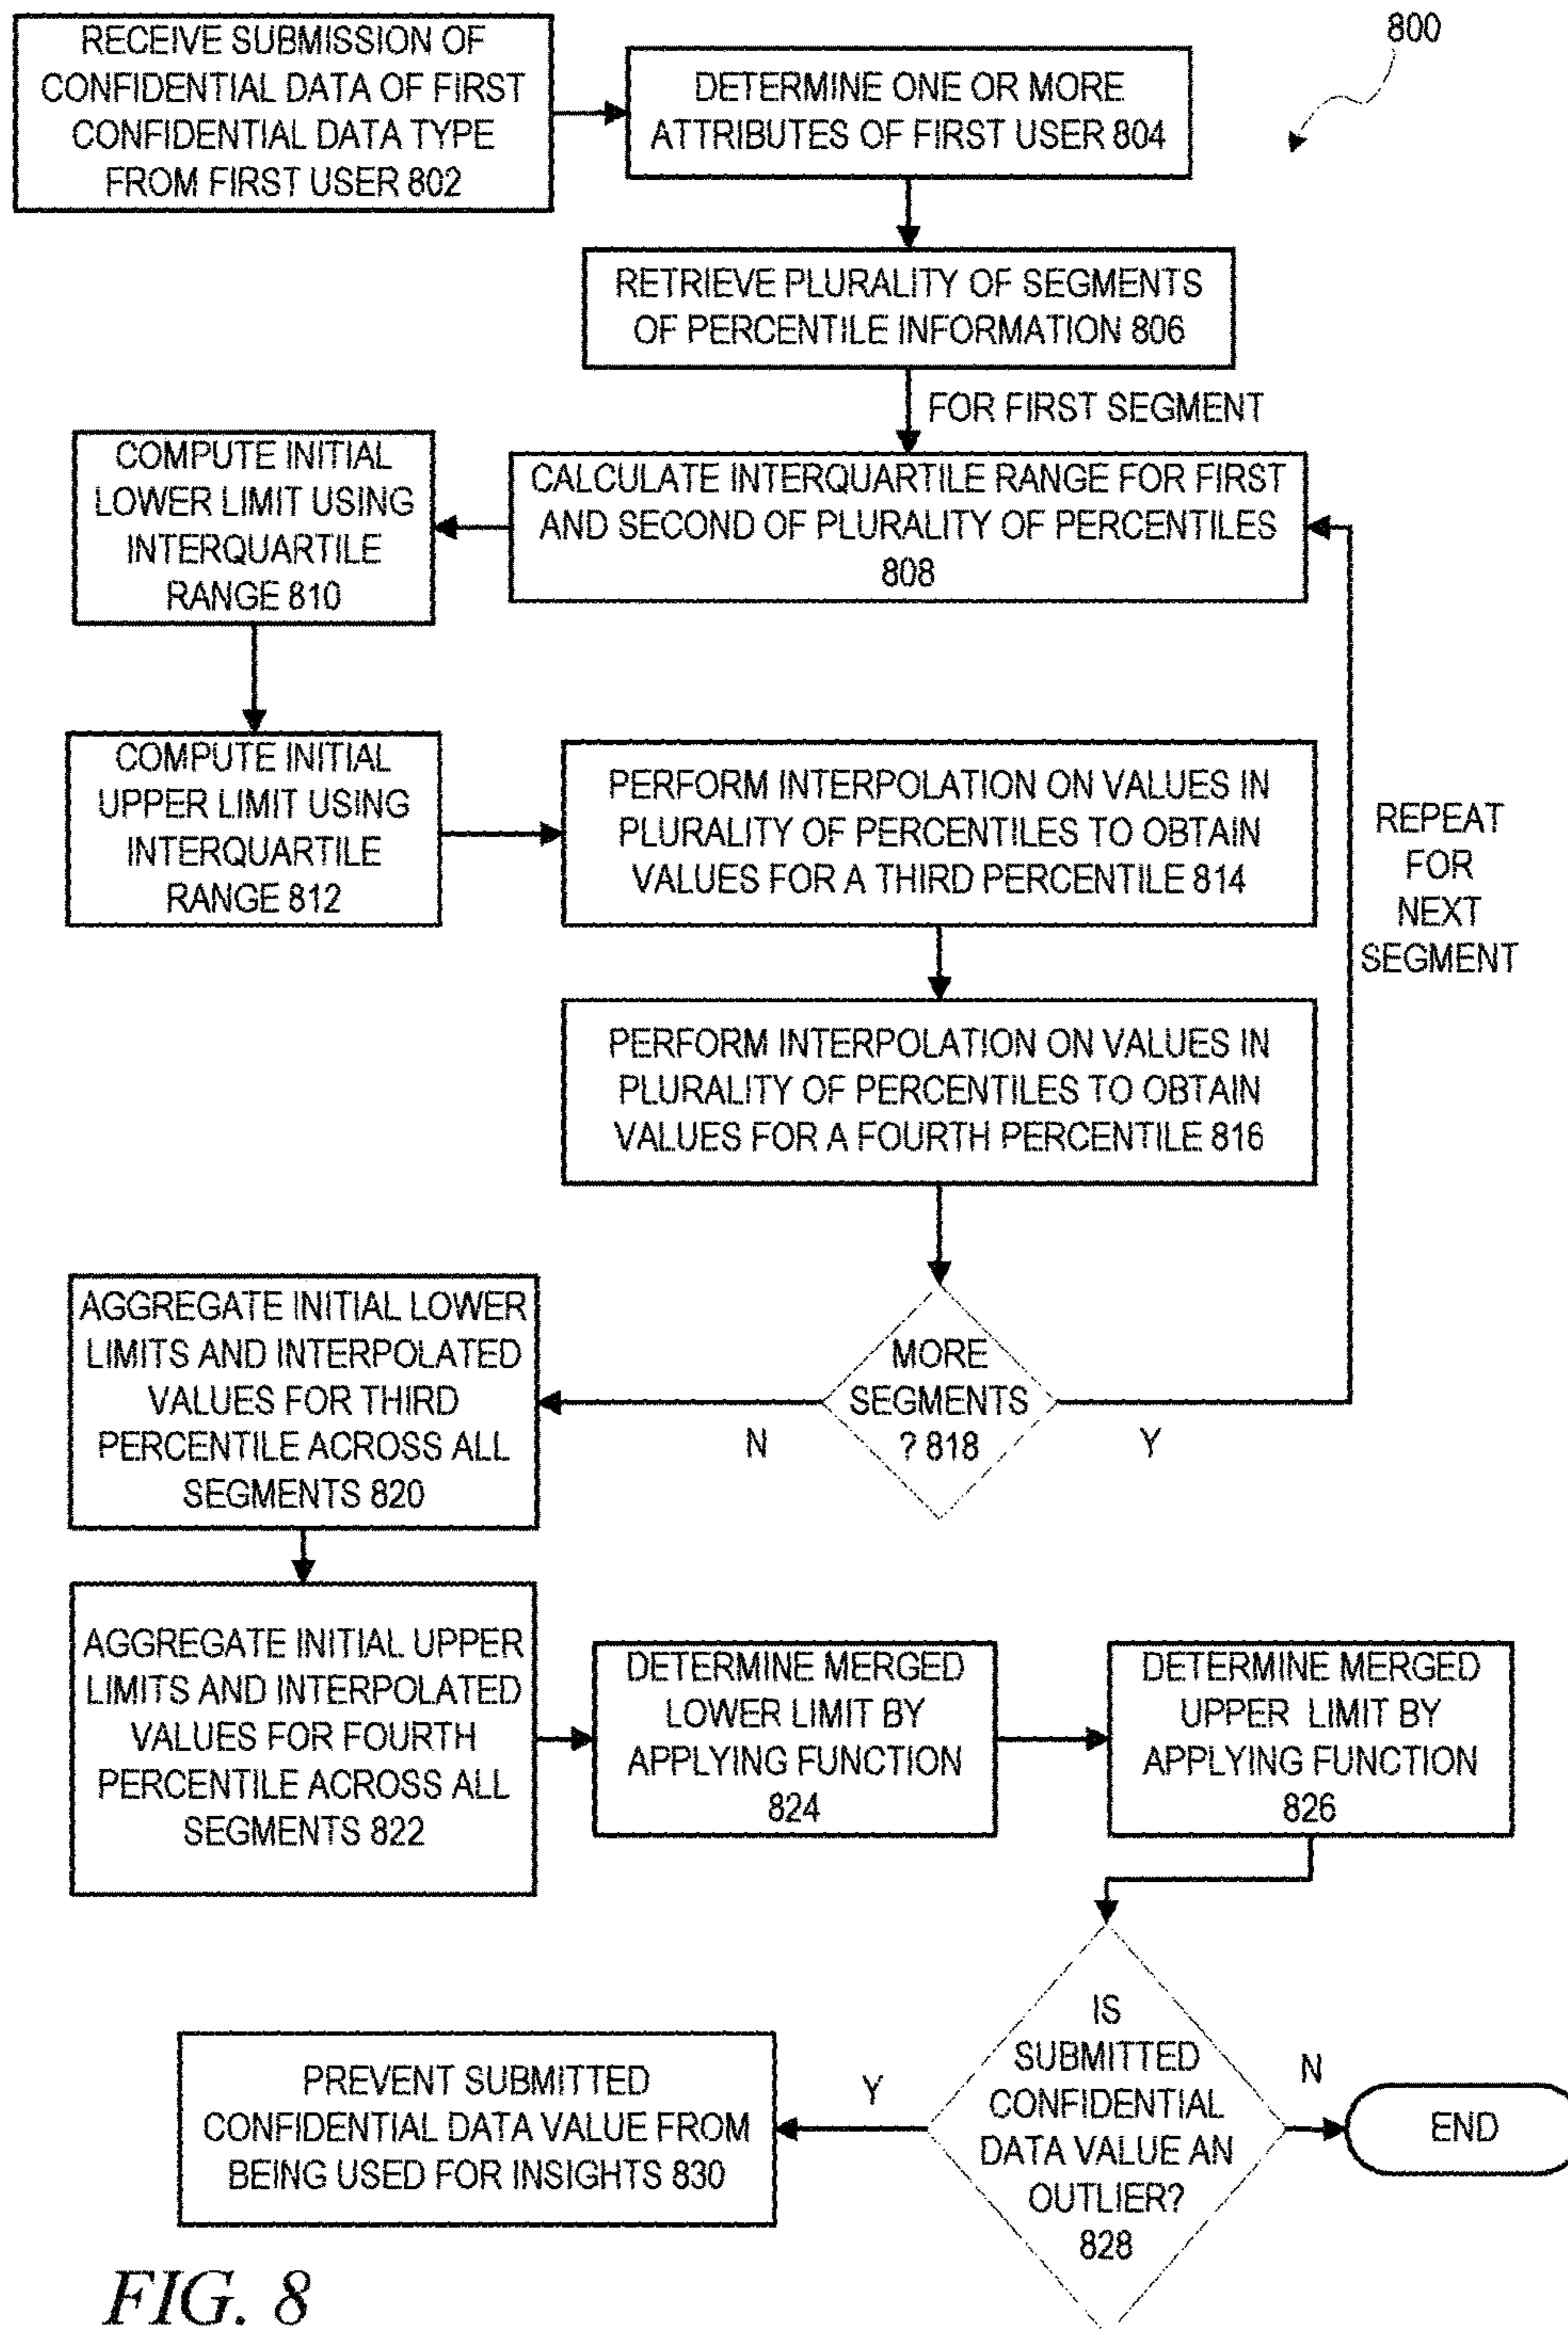 800
RECEIVE SUBMISSION OF
CONFIDENTIAL DATA OF FIRST
CONFIDENTIAL DATA TYPE
FROM FIRST USER 802
DETERMINE ONE OR MORE
ATTRIBUTES OF FIRST USER 804
RETRIEVE PLURALITY OF SEGMENTS
OF PERCENTILE INFORMATION 806
FOR FIRST SEGMENT
CALCULATE INTERQUARTILE RANGE FOR FIRST
AND SECOND OF PLURALITY OF PERCENTILES
808
COMPUTE INITIAL
LOWER LIMIT USING
INTERQUARTILE
RANGE 810
COMPUTE INITIAL
UPPER LIMIT USING
INTERQUARTILE
RANGE 812
PERFORM INTERPOLATION ON VALUES IN
PLURALITY OF PERCENTILES TO OBTAIN
VALUES FOR A THIRD PERCENTILE 814
REPEAT
FOR
NEXT
SEGMENT
PERFORM INTERPOLATION ON VALUES IN
PLURALITY OF PERCENTILES TO OBTAIN
VALUES FOR A FOURTH PERCENTILE 816
MORE
SEGMENTS
? 818
N
Y
AGGREGATE INITIAL LOWER
LIMITS AND INTERPOLATED
VALUES FOR THIRD
PERCENTILE ACROSS ALL
SEGMENTS 820
AGGREGATE INITIAL UPPER
LIMITS AND INTERPOLATED
VALUES FOR FOURTH
PERCENTILE ACROSS ALL
SEGMENTS 822
DETERMINE MERGED
LOWER LIMIT BY
APPLYING FUNCTION
824
DETERMINE MERGED
UPPER LIMIT BY
APPLYING FUNCTION
826
IS
SUBMITTED
CONFIDENTIAL
DATA VALUE AN
OUTLIER?
828
Y
N
END
PREVENT SUBMITTED
CONFIDENTIAL DATA VALUE FROM
BEING USED FOR INSIGHTS 830
FIG. 8